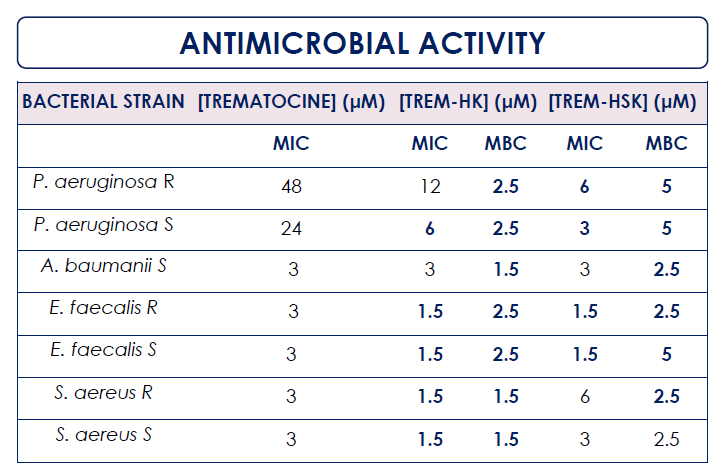 ANTIMICROBIAL ACTIVITY
BACTERIAL STRAIN [TREMATOCINE] (µM) [TREM-HK] (µM) [TREM-HSK] (µM)
MIC MIC MBC MIC MBC
P. aeruginosa R 48 12 2.5 6 5
P. aeruginosa S 24 6 2.5 3 5
A. baumanii S 3 3 1.5 3 2.5
E. faecalis R 3 1.5 2.5 1.5 2.5
E. faecalis S 3 1.5 2.5 1.5 5
S. aereus R 3 1.5 1.5 6 2.5
S. aereus S 3 1.5 1.5 3 2.5